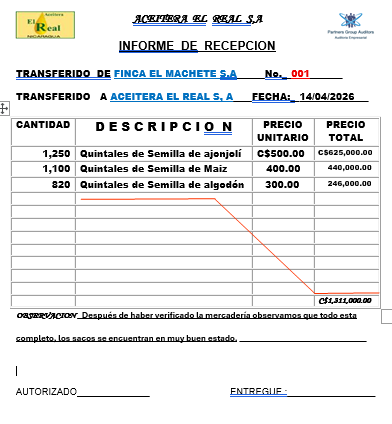 Aceitera
El
Real
NICARAGUA
ACEITERA EL REAL S,A
Partners Group Auditors
Auditoria Empresarial
INFORME DE RECEPCION
TRANSFERIDO DE FINCA EL MACHETE S,A No. 001
TRANSFERIDO A ACEITERA EL REAL S, A FECHA: 14/04/2026
CANTIDAD DESCRIPCION PRECIO UNITARIO PRECIO TOTAL
1,250 Quintales de Semilla de ajonjolí C$500.00 C$625,000.00
1,100 Quintales de Semilla de Maíz 400.00 440,000.00
820 Quintales de Semilla de algodón 300.00 246,000.00
C$1,311,000.00
OBSERVACION Después de haber verificado la mercadería observamos que todo esta
completo, los sacos se encuentran en muy buen estado.
AUTORIZADO______________ ENTREGUE :______________